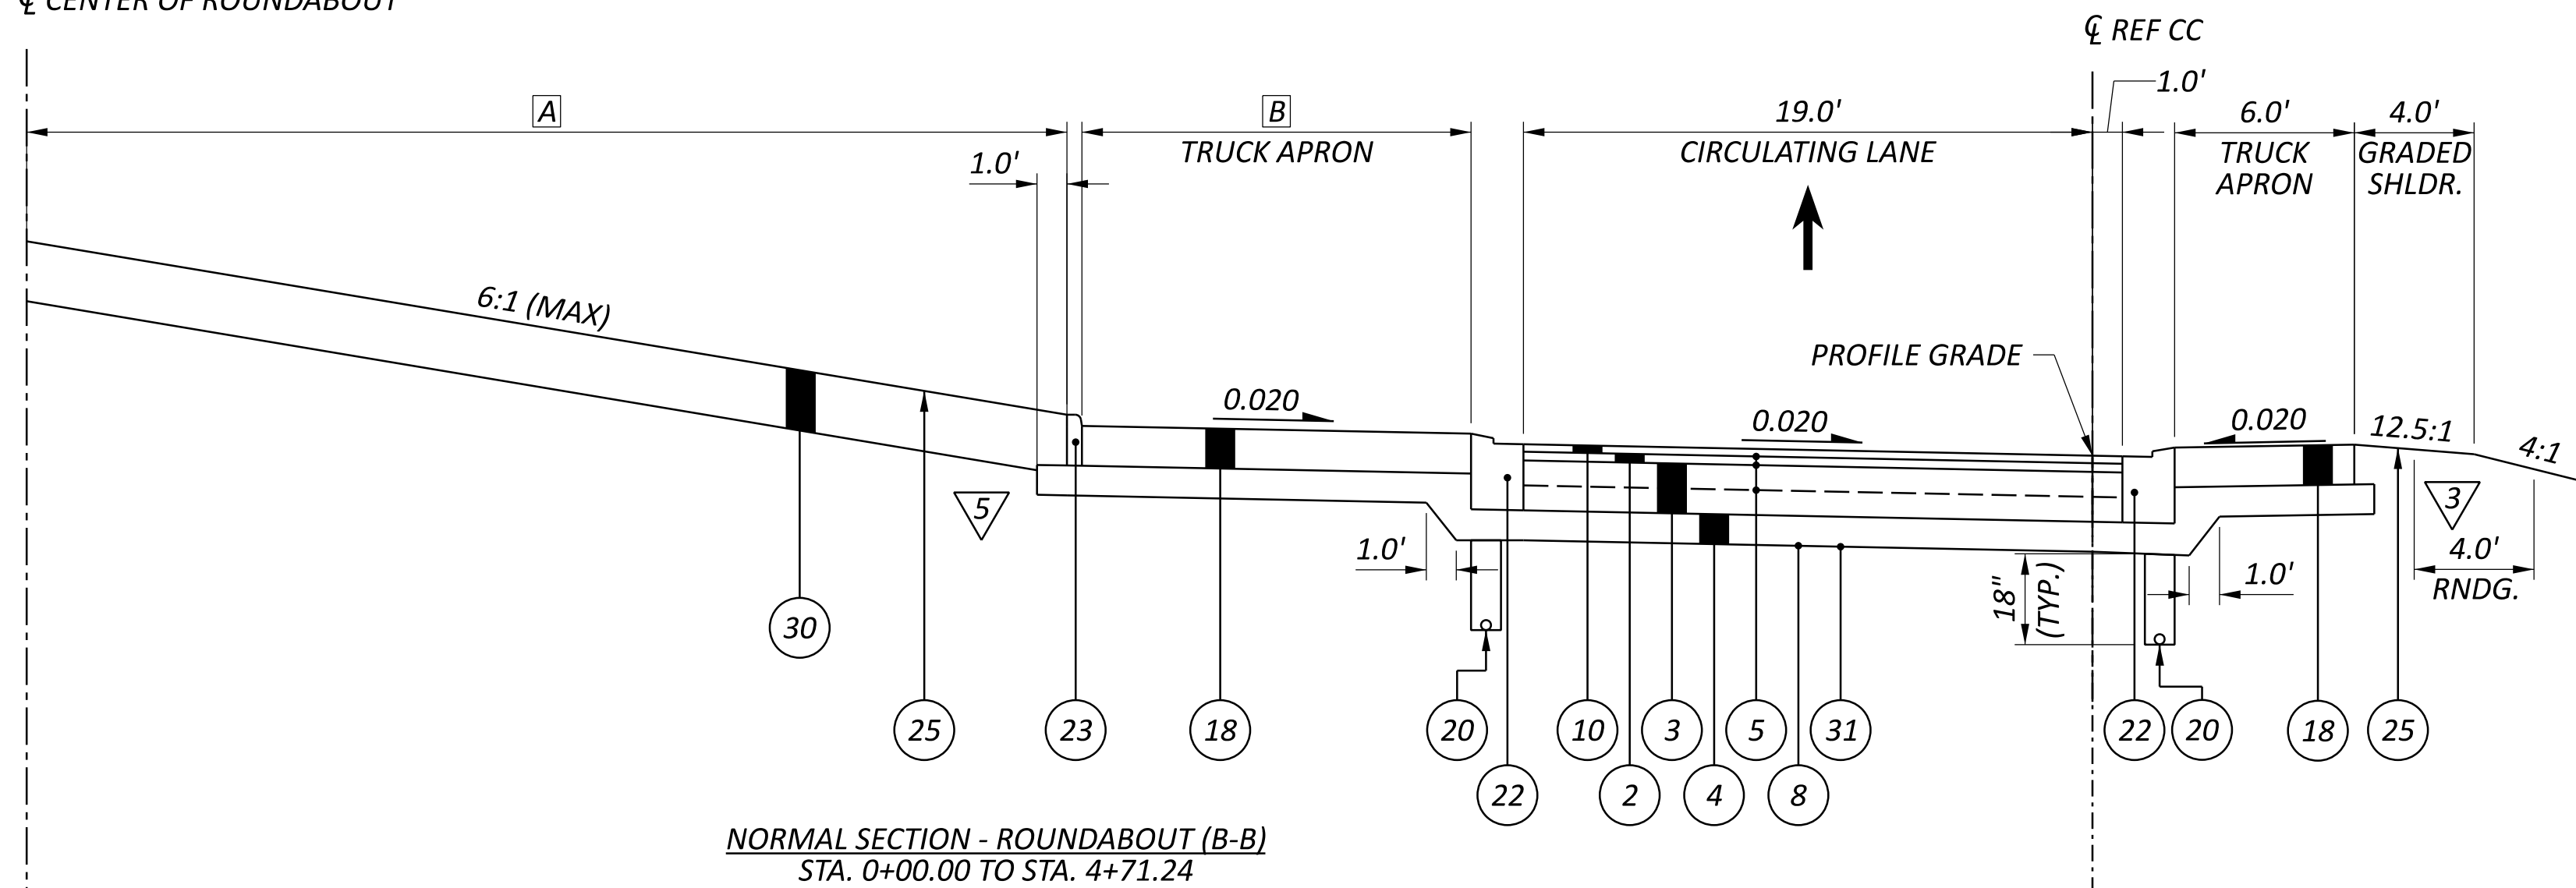 ℄ CENTER OF ROUNDABOUT
℄ REF CC
1.0'
A
B
19.0'
6.0'
4.0'
TRUCK APRON
CIRCULATING LANE
TRUCK
APRON
GRADED
SHLDR.
1.0'
6:1 (MAX)
PROFILE GRADE
0.020
0.020
0.020
12.5:1
4:1
5
3
1.0'
18"
(TYP.)
1.0'
4.0'
RNDG.
30
25
23
18
20
10
3
5
31
22
20
18
25
22
2
4
8
NORMAL SECTION - ROUNDABOUT (B-B)
STA. 0+00.00 TO STA. 4+71.24